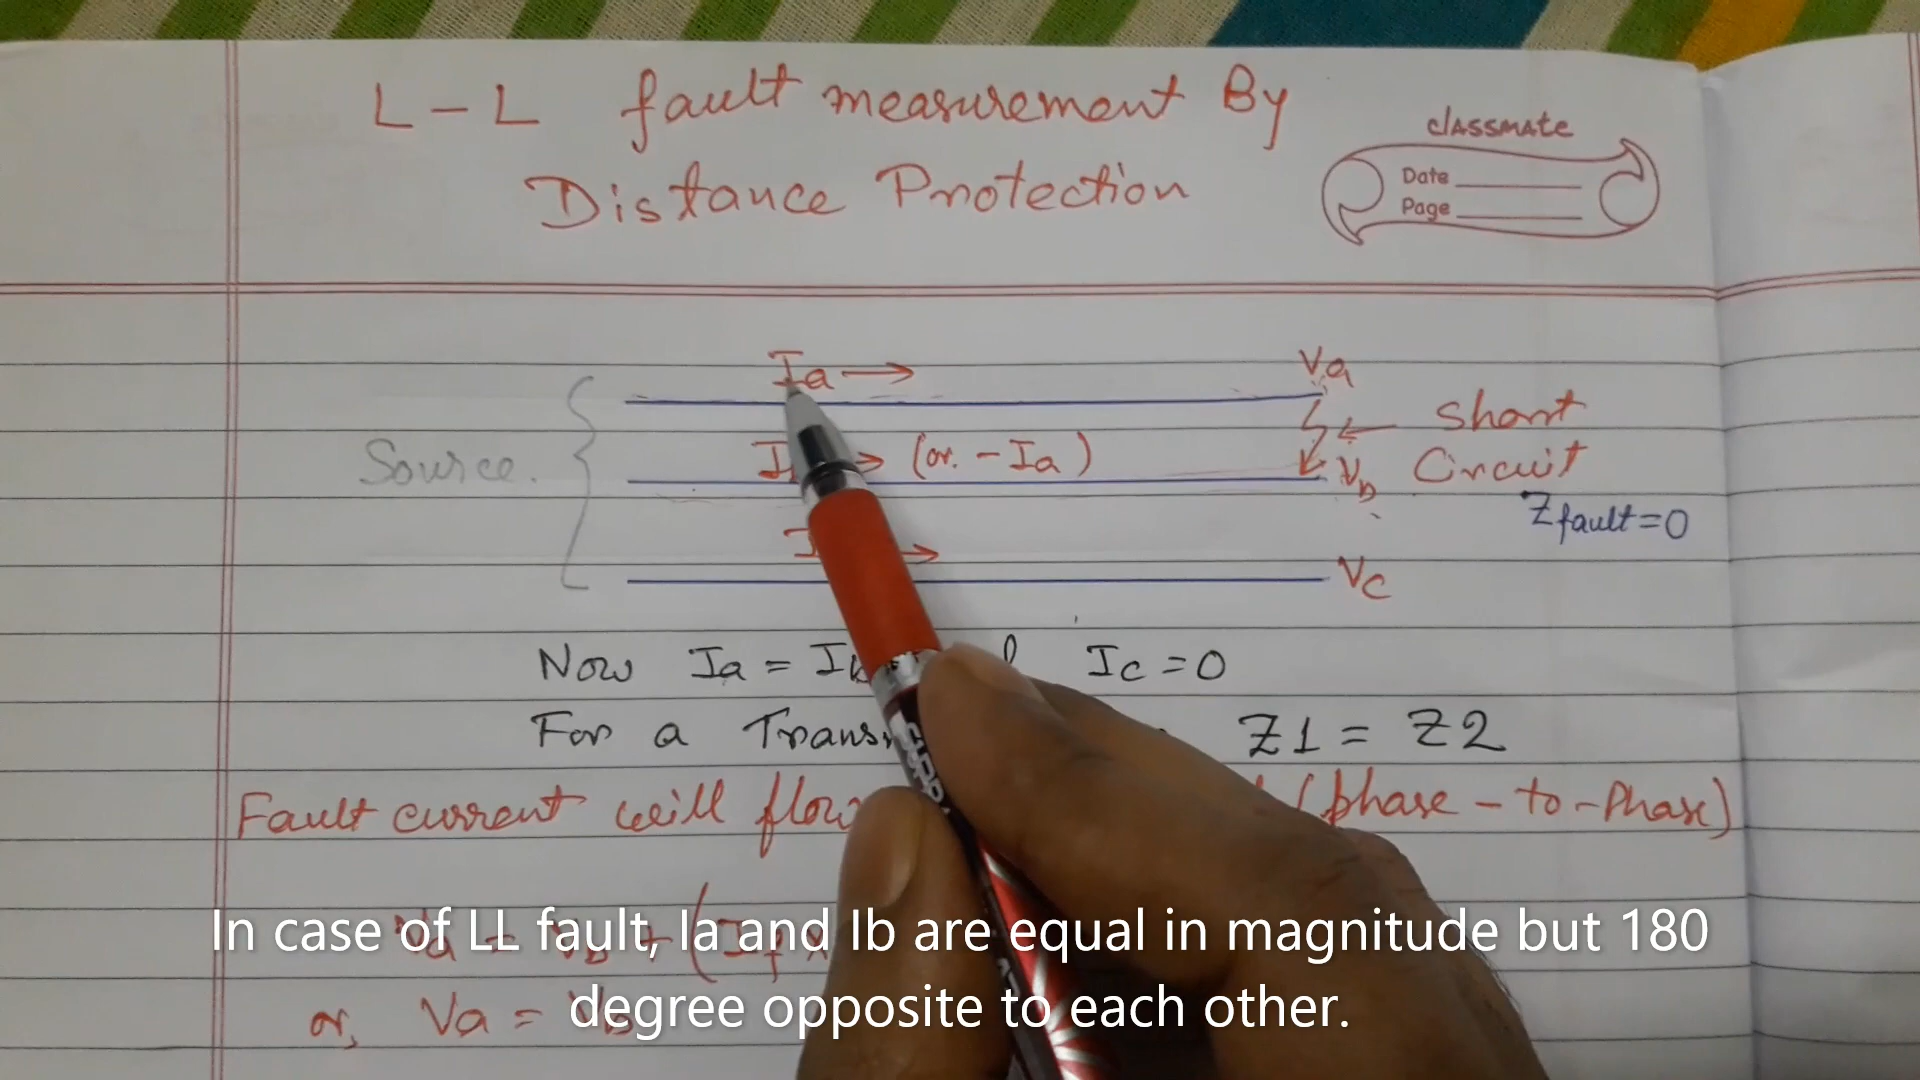 L-L fault measurement By
Distance Protection
classmate
Date
Page
Ia → Va
Source. (or. - Ia) Vb
Short
Circuit
Zfault=0
Vc
Now Ia = Ic = 0
For a Z1 = Z2
Fault current will flow (phase-to-Phase)
or, Va = Vb
In case of LL fault, Ia and Ib are equal in magnitude but 180
degree opposite to each other.